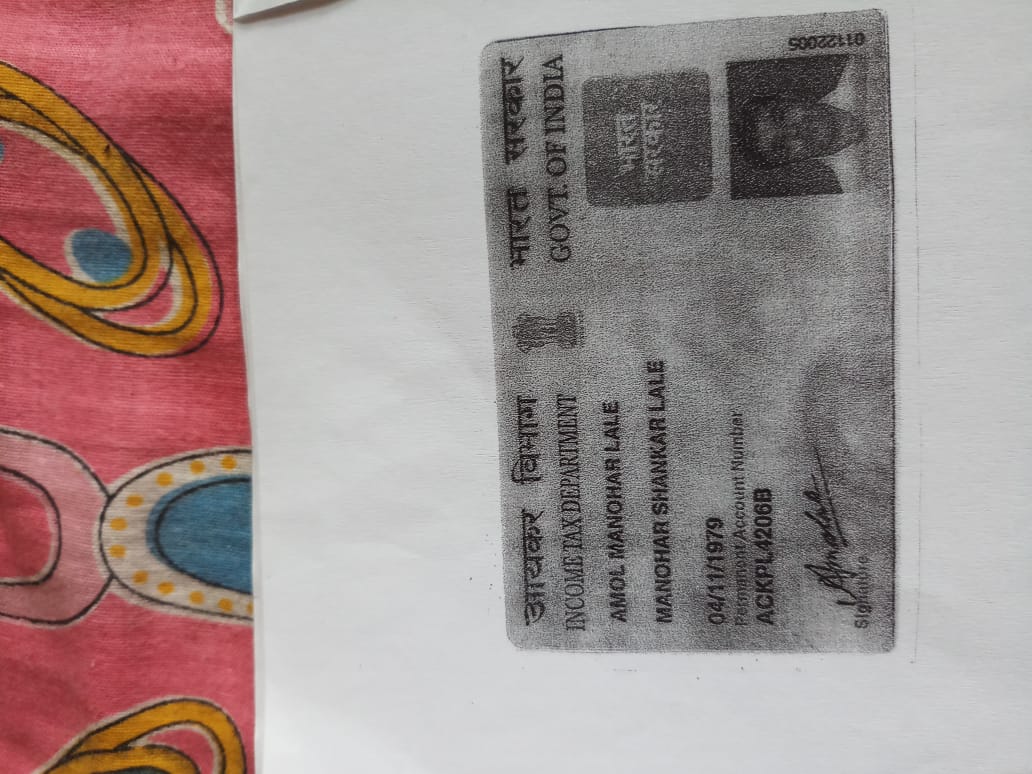 आयकर विभाग
INCOME TAX DEPARTMENT
भारत सरकार
GOVT. OF INDIA
AMOL MANOHAR LALE
MANOHAR SHANKAR LALE
04/11/1979
Permanent Account Number
ACKPL4206B
Signature
भारत
सरकार
01122005